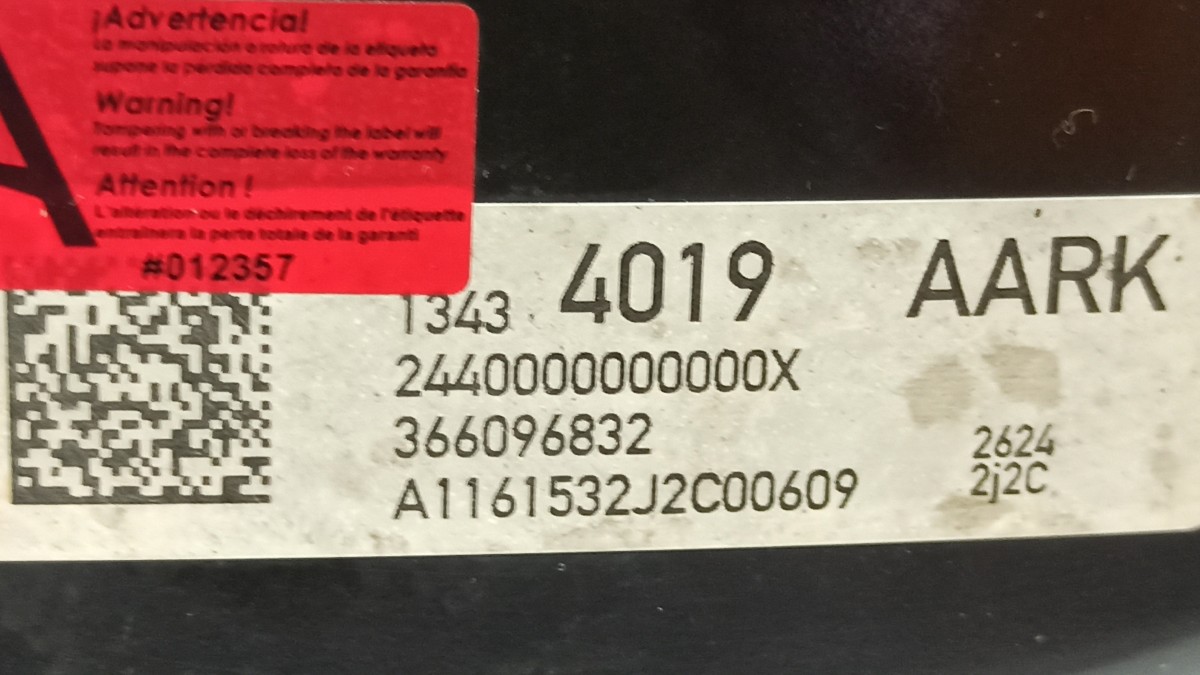 A
¡Advertencia!
La manipulación o rotura de la etiqueta
supone la pérdida completa de la garantía
Warning!
Tampering with or breaking the label will
result in the complete loss of the warranty
Attention !
L'altération ou le déchirement de l'étiquette
entraînera la perte totale de la garanti
#012357
1343 4019 AARK
2440000000000X
366096832
2624
A1161532J2C00609
2j2C